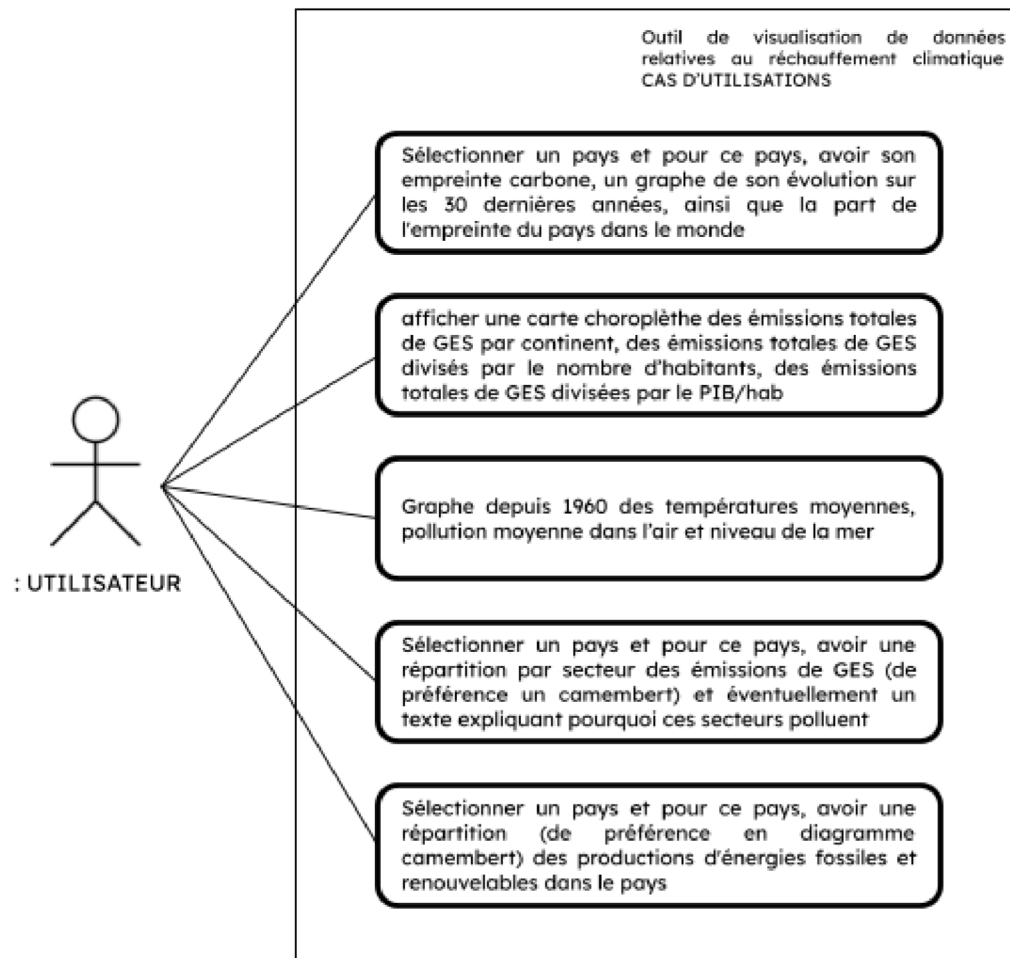 Outil de visualisation de données
relatives au réchauffement climatique
CAS D'UTILISATIONS
Sélectionner un pays et pour ce pays, avoir son
empreinte carbone, un graphe de son évolution sur
les 30 dernières années, ainsi que la part de
l'empreinte du pays dans le monde
afficher une carte choroplèthe des émissions totales
de GES par continent, des émissions totales de GES
divisés par le nombre d'habitants, des émissions
totales de GES divisées par le PIB/hab
Graphe depuis 1960 des températures moyennes,
pollution moyenne dans l'air et niveau de la mer
: UTILISATEUR
Sélectionner un pays et pour ce pays, avoir une
répartition par secteur des émissions de GES (de
préférence un camembert) et éventuellement un
texte expliquant pourquoi ces secteurs polluent
Sélectionner un pays et pour ce pays, avoir une
répartition (de préférence en diagramme
camembert) des productions d'énergies fossiles et
renouvelables dans le pays